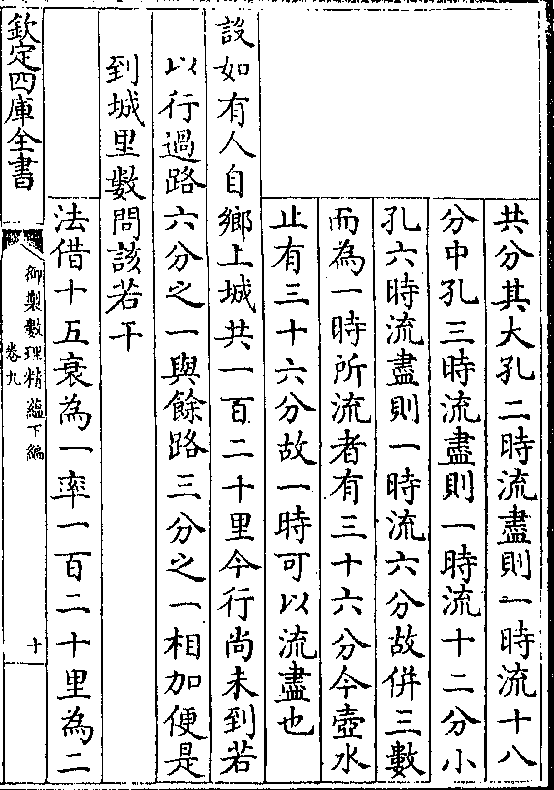 共分其大孔二時流盡則一時流十八
分中孔三時流盡則一時流十二分小
孔六時流盡則一時流六分故併三數
而為一時所流者有三十六分今壺水
止有三十六分故一時可以流盡也
設如有人自鄉上城共一百二十里今行尚未到若
以行過路六分之一與餘路三分之一相加便是
到城里數問該若干
法借十五衰為一率一百二十里為二
欽定四庫全書
御製數理精蘊下編
卷九
十